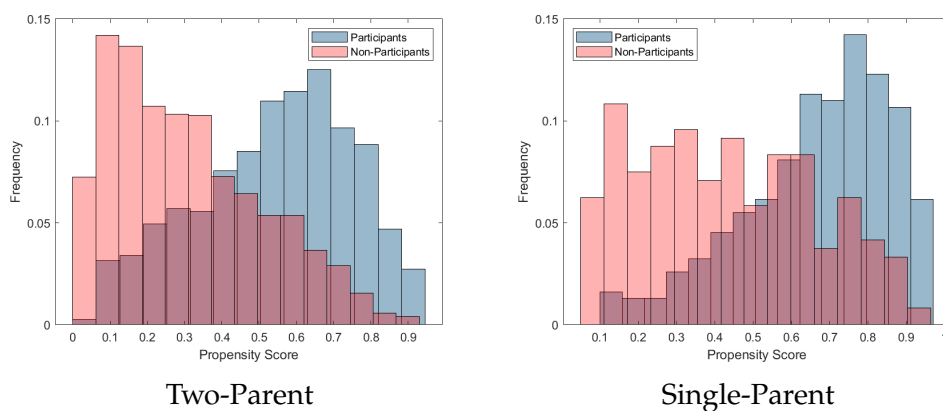 0.15
Participants
Non-Participants
0.1
Frequency
0.05
0
0 0.1 0.2 0.3 0.4 0.5 0.6 0.7 0.8 0.9
Propensity Score
Two-Parent
0.15
Participants
Non-Participants
0.1
Frequency
0.05
0
0.1 0.2 0.3 0.4 0.5 0.6 0.7 0.8 0.9
Propensity Score
Single-Parent